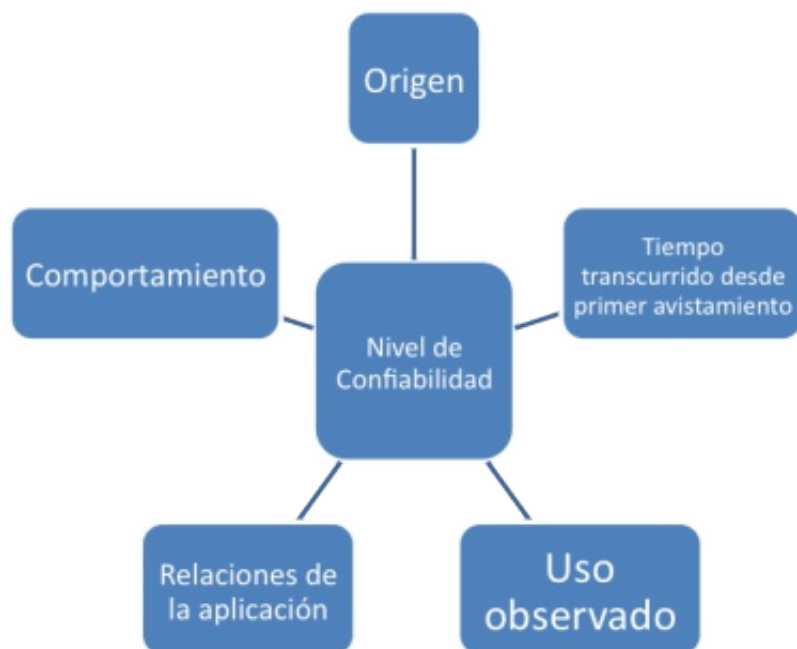 Origen
Comportamiento
Tiempo
transcurrido desde
primer avistamiento
Nivel de
Confiabilidad
Relaciones de
la aplicación
Uso
observado